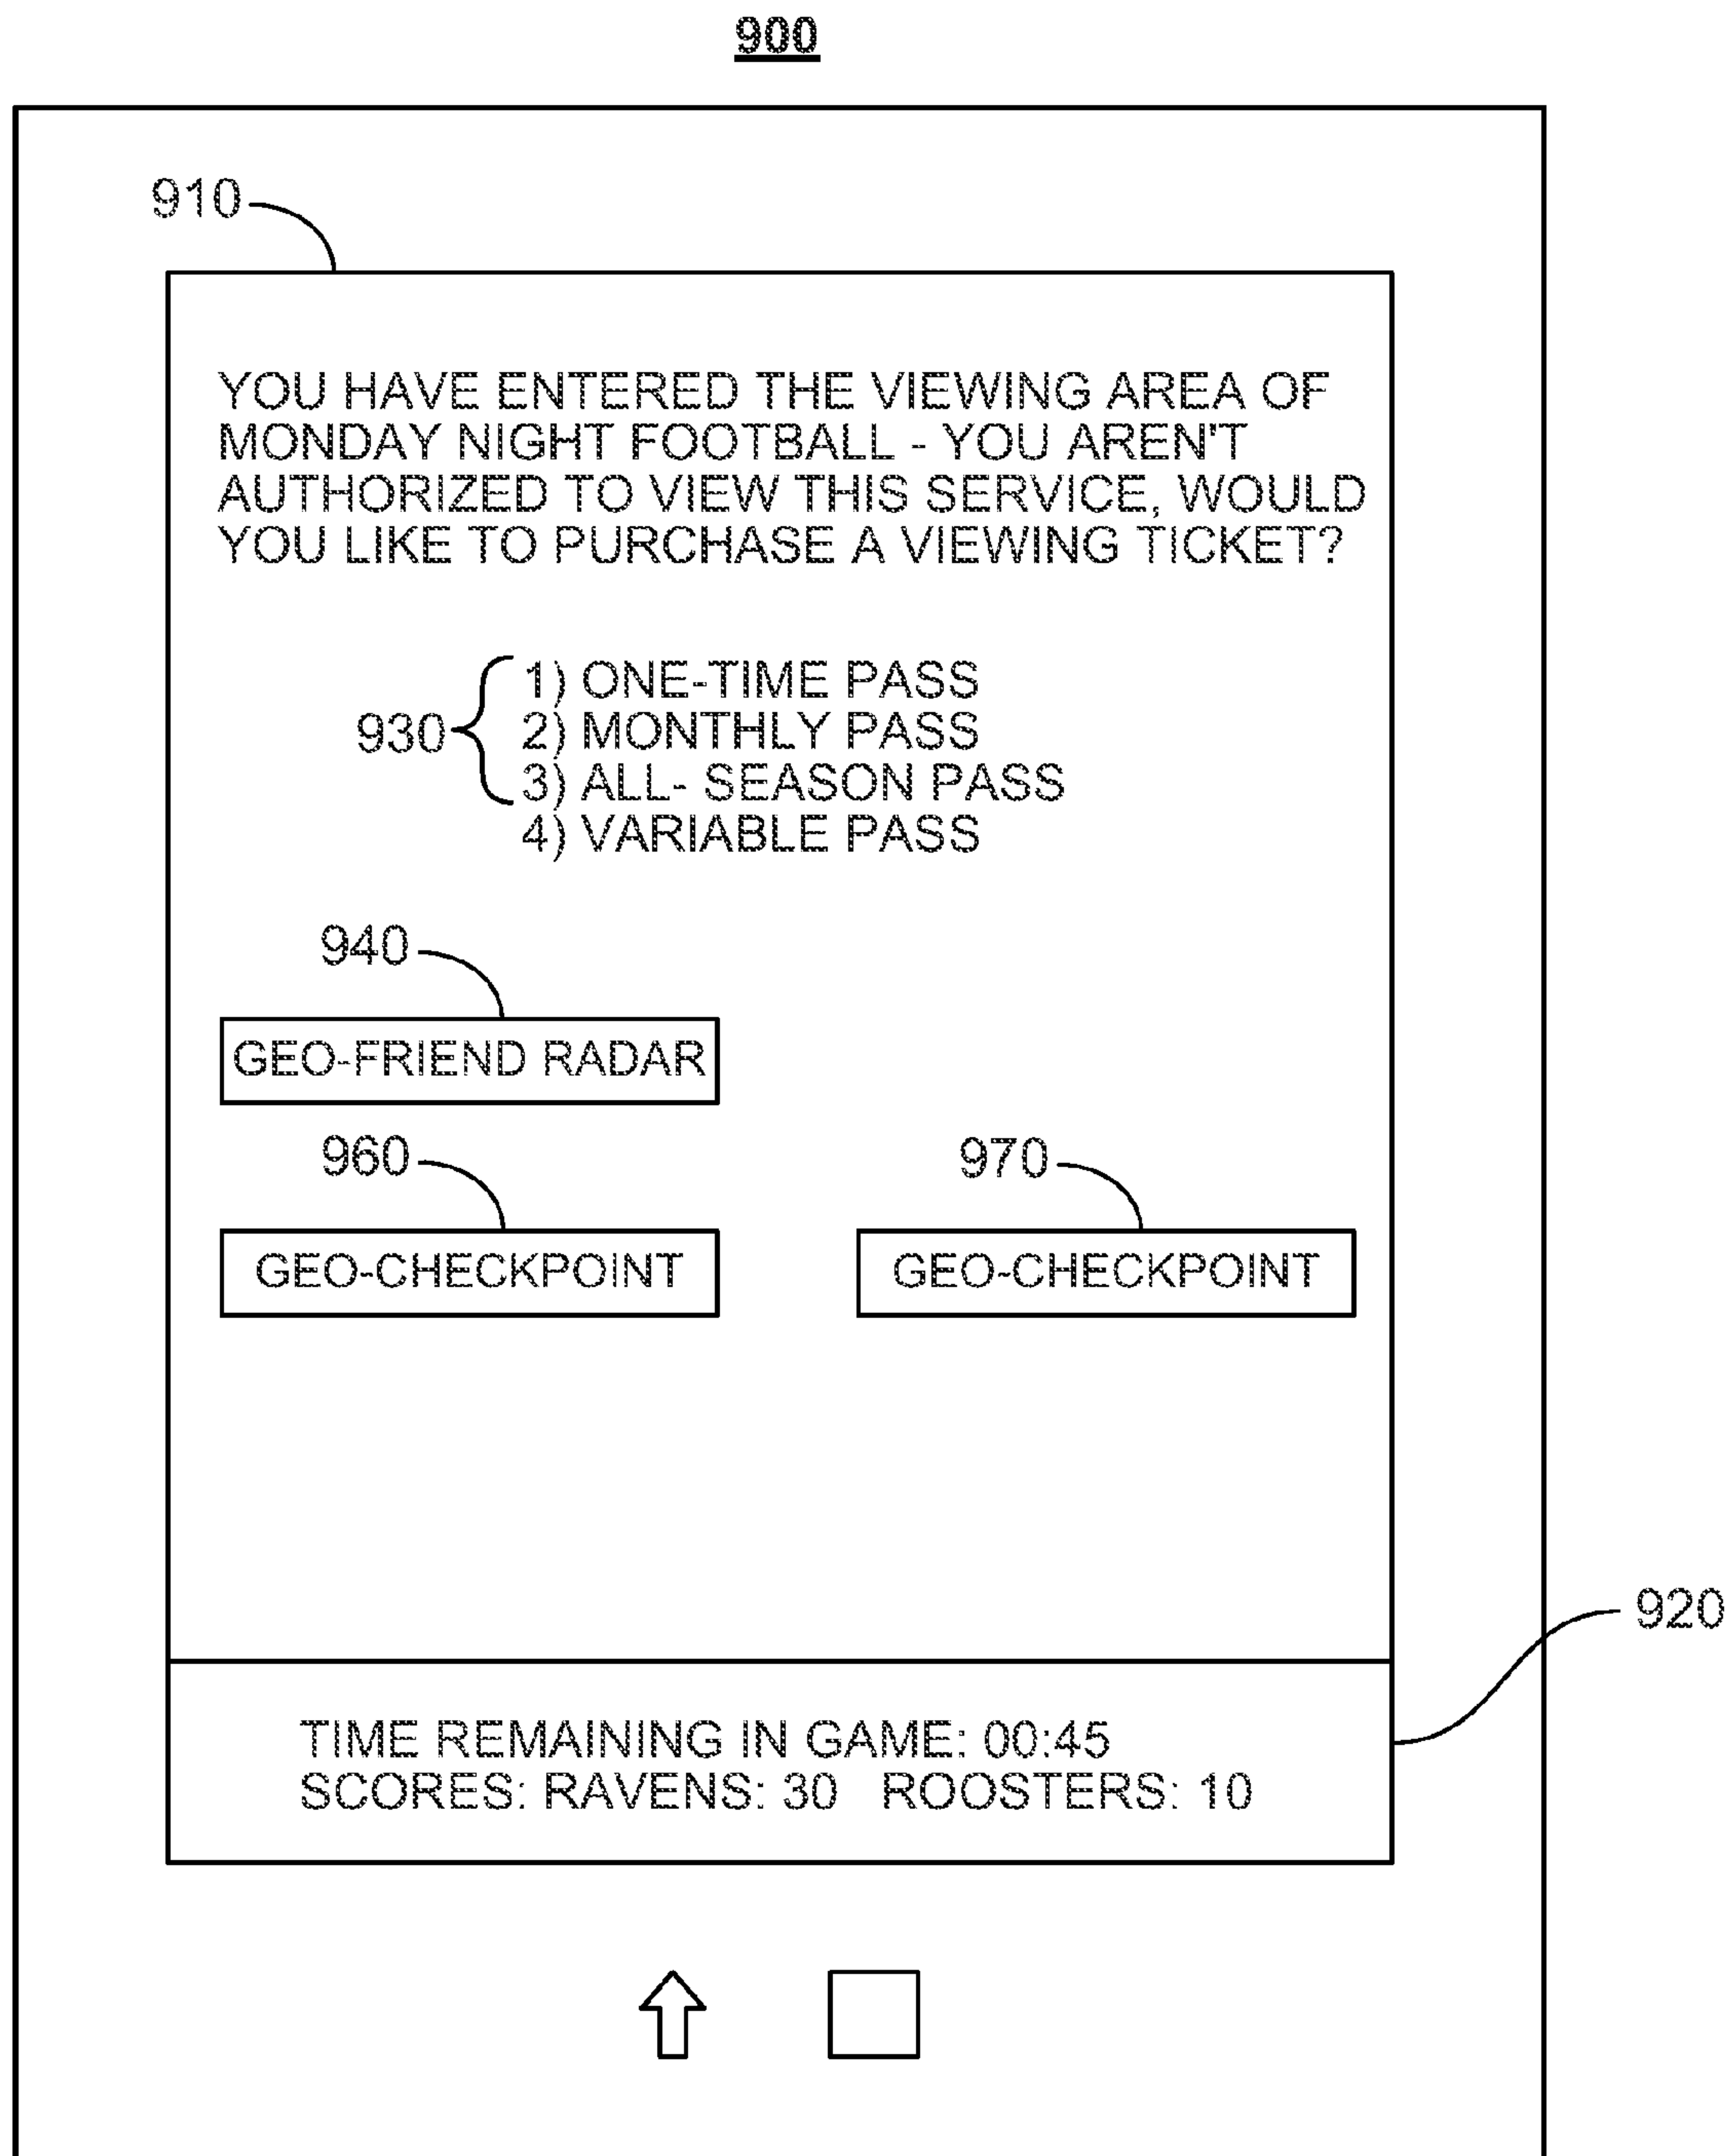 900
910
YOU HAVE ENTERED THE VIEWING AREA OF
MONDAY NIGHT FOOTBALL - YOU AREN'T
AUTHORIZED TO VIEW THIS SERVICE, WOULD
YOU LIKE TO PURCHASE A VIEWING TICKET?
930
1) ONE-TIME PASS
2) MONTHLY PASS
3) ALL- SEASON PASS
4) VARIABLE PASS
940
GEO-FRIEND RADAR
960
970
GEO-CHECKPOINT
GEO-CHECKPOINT
920
TIME REMAINING IN GAME: 00:45
SCORES: RAVENS: 30 ROOSTERS: 10